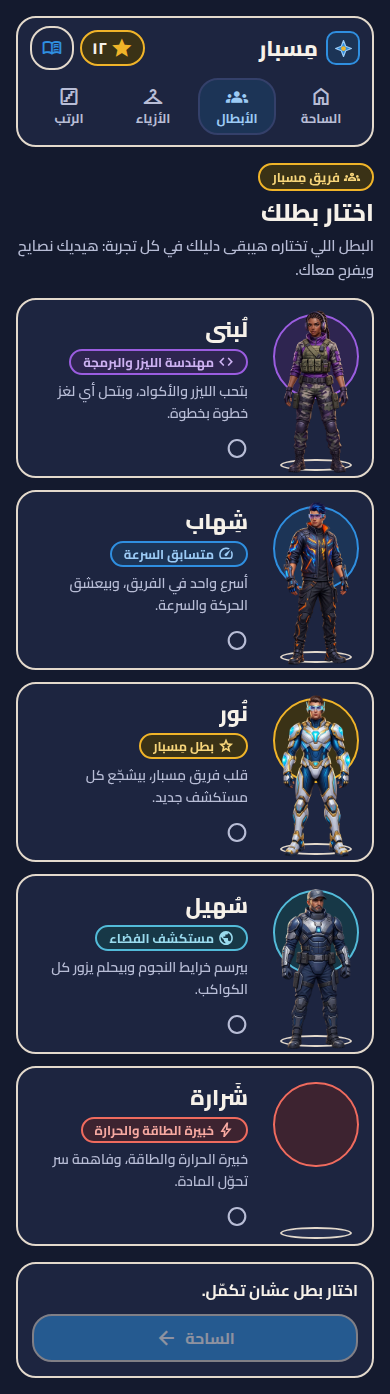 مِسبار
١٢
الساحة
الأبطال
الأزياء
الرتب
فريق مِسبار
اختار بطلك
البطل اللي تختاره هيبقى دليلك في كل تجربة: هيديك نصايح
ويفرح معاك.
لُبنى
مهندسة الليزر والبرمجة
بتحب الليزر والأكواد، وبتحل أي لغز
خطوة بخطوة.
شِهاب
متسابق السرعة
أسرع واحد في الفريق، وبيعشق
الحركة والسرعة.
نُور
بطل مِسبار
قلب فريق مِسبار، بيشجّع كل
مستكشف جديد.
سُهيل
مستكشف الفضاء
بيرسم خرايط النجوم وبيحلم يزور كل
الكواكب.
شَرارة
خبيرة الطاقة والحرارة
خبيرة الحرارة والطاقة، وفاهمة سر
تحوّل المادة.
اختار بطل عشان تكمّل.
الساحة